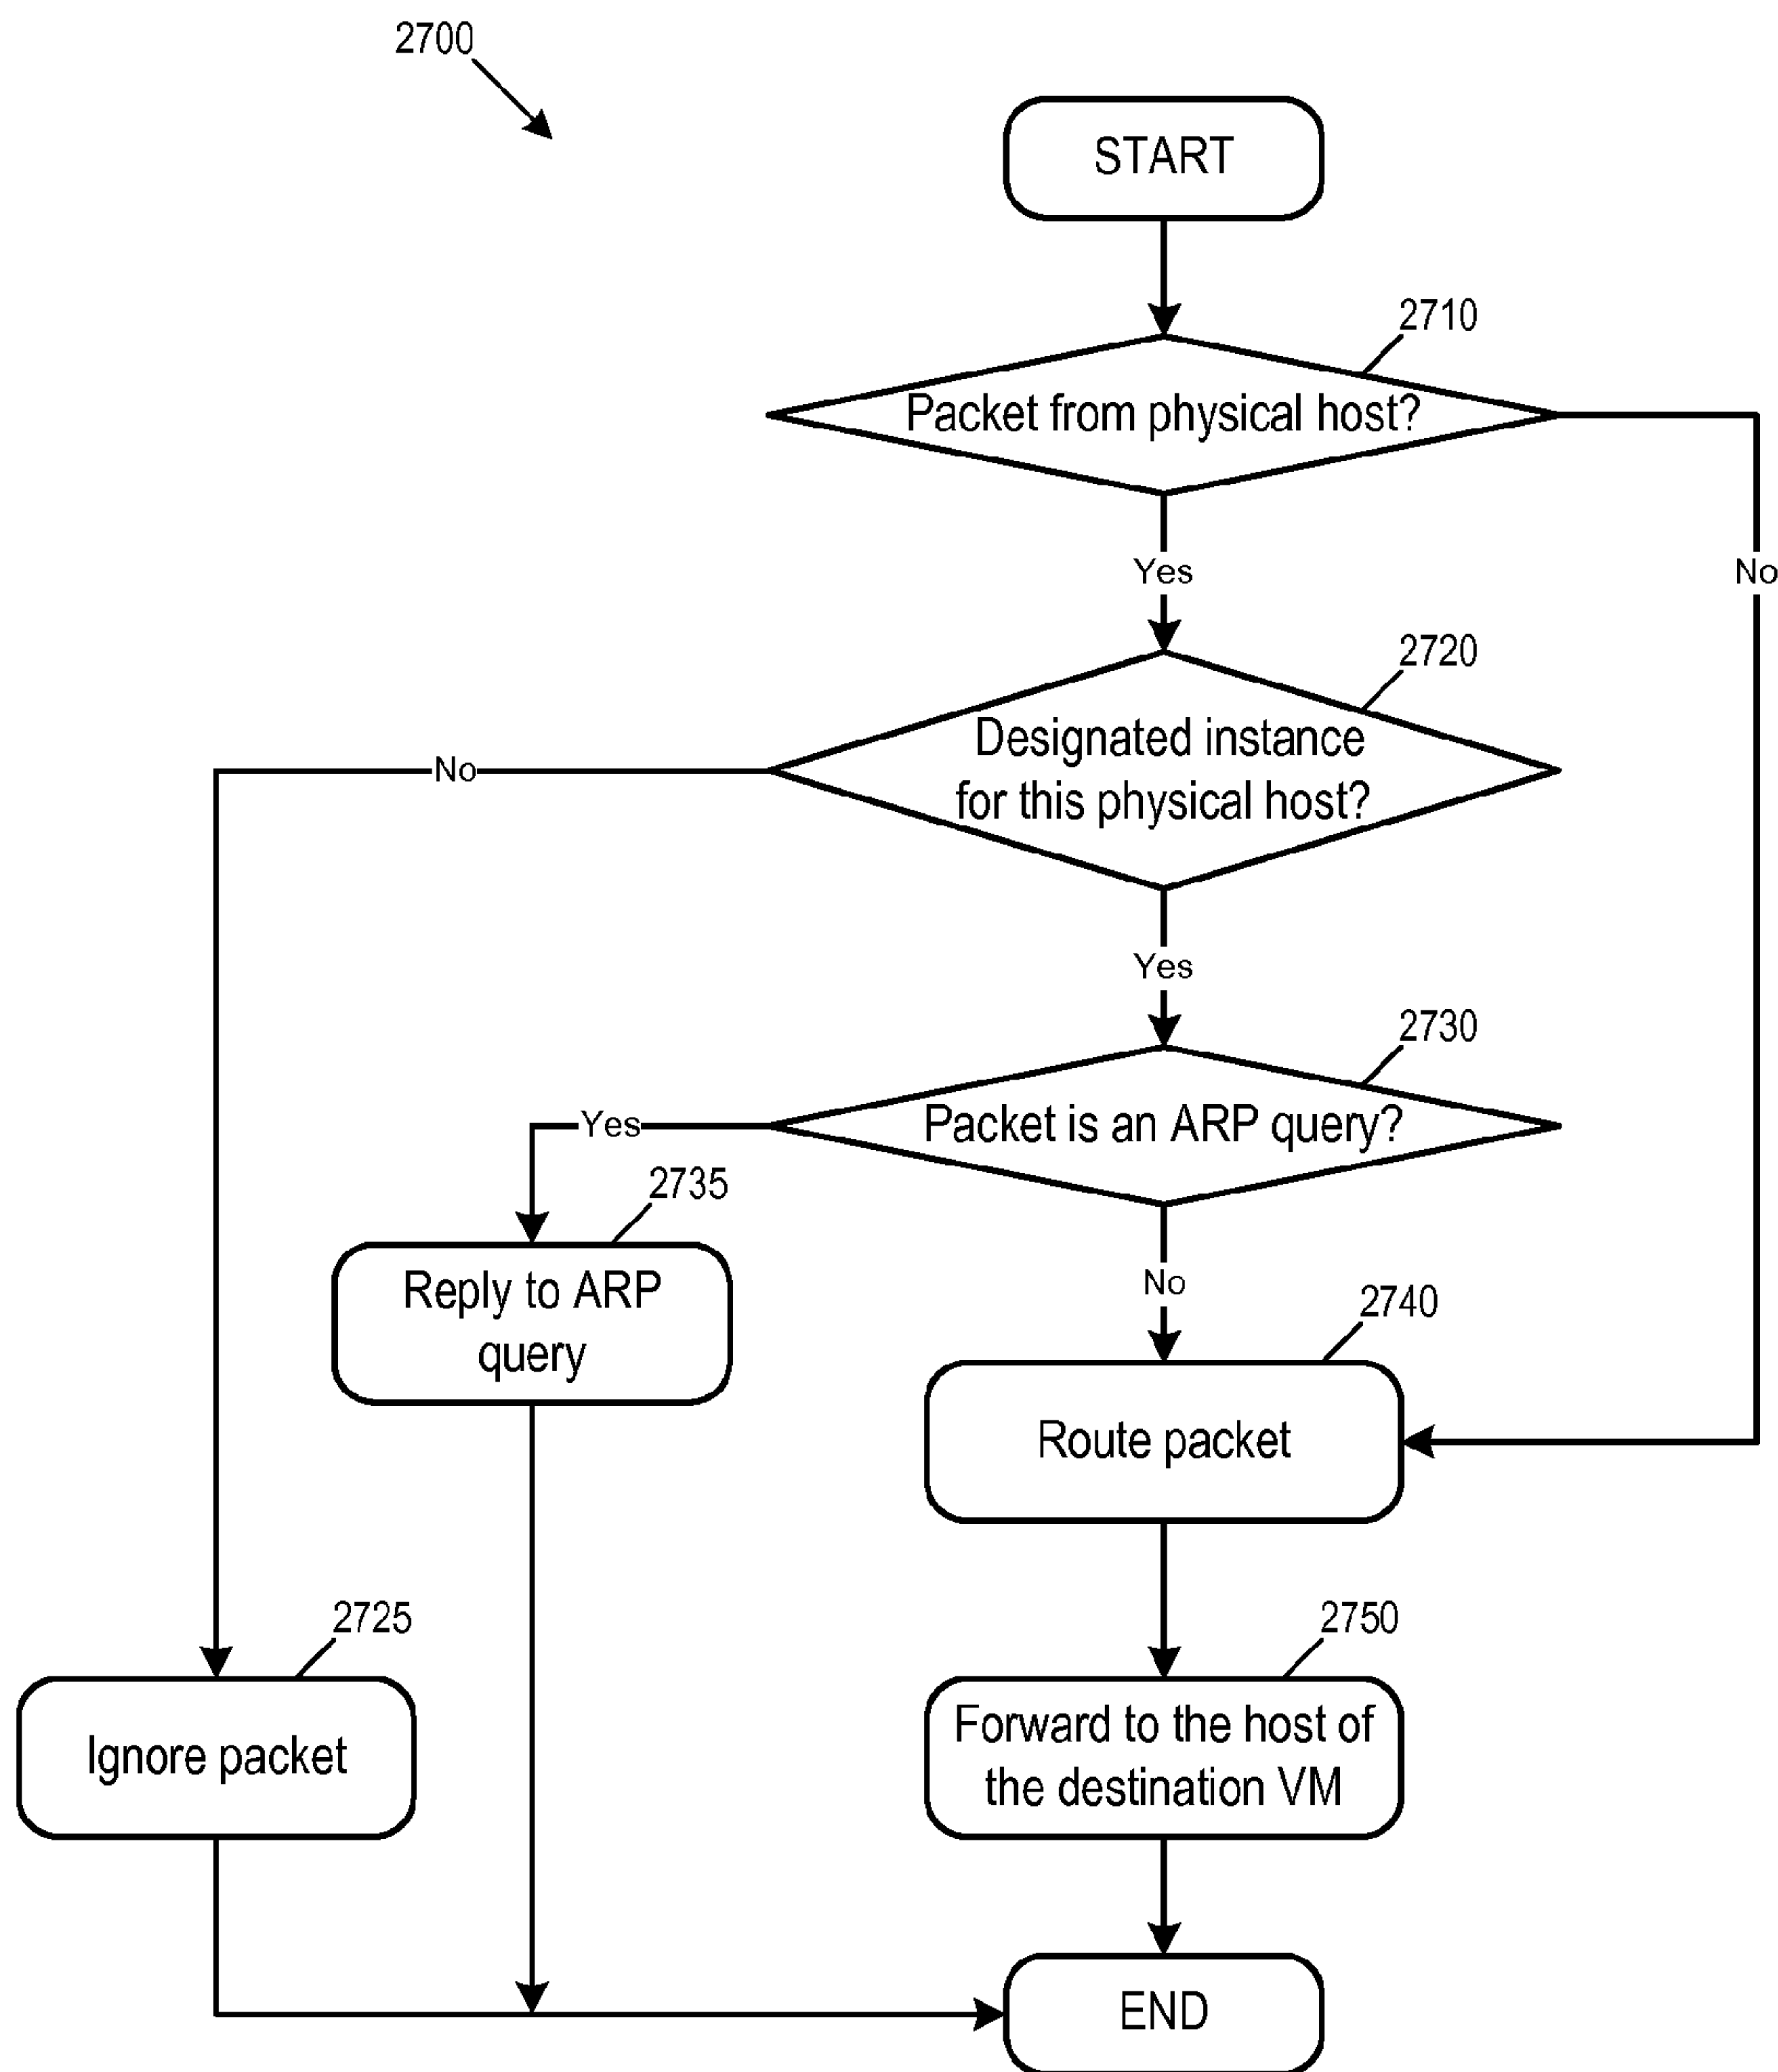 2700
START
2710
Packet from physical host?
Yes
No
2720
Designated instance
for this physical host?
No
Yes
2730
Packet is an ARP query?
Yes
2735
Reply to ARP
query
No
2740
Route packet
2725
Ignore packet
2750
Forward to the host of
the destination VM
END